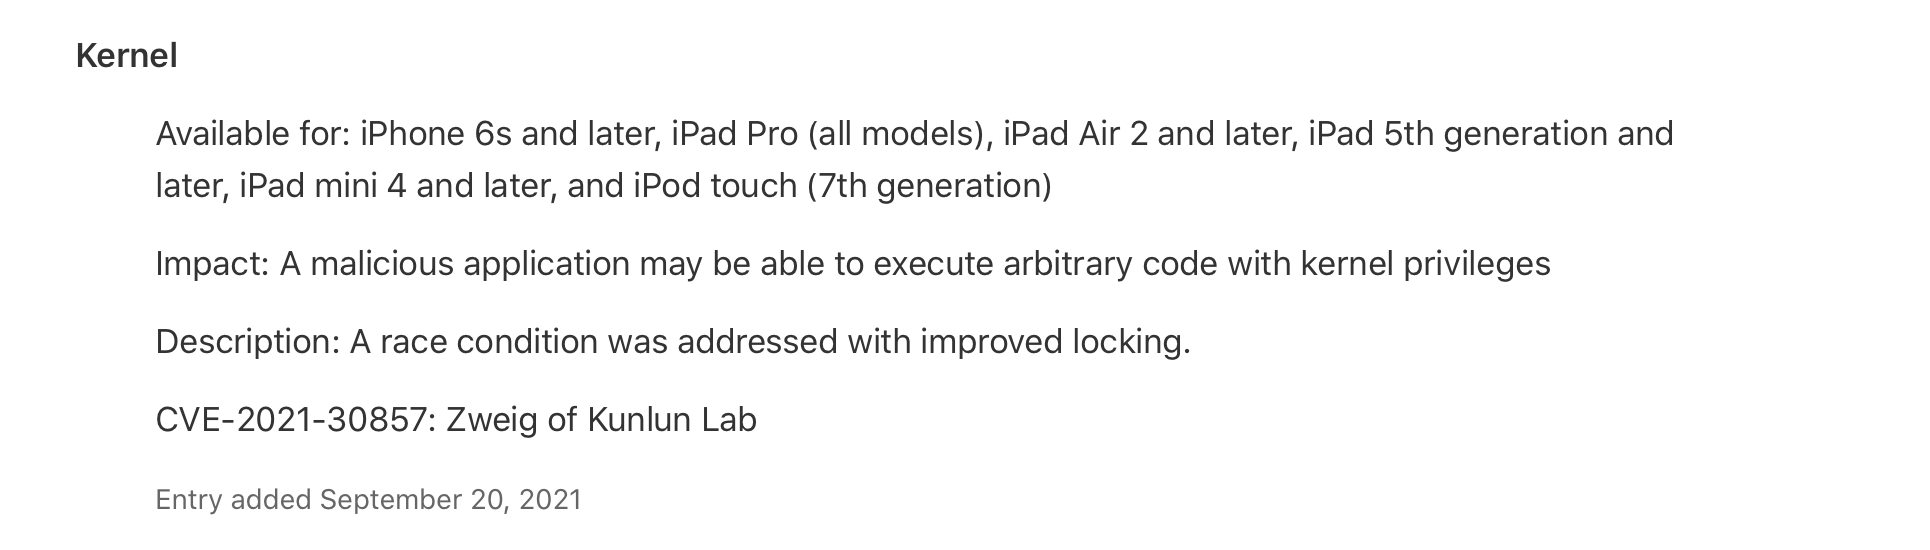 Kernel
Available for: iPhone 6s and later, iPad Pro (all models), iPad Air 2 and later, iPad 5th generation and
later, iPad mini 4 and later, and iPod touch (7th generation)
Impact: A malicious application may be able to execute arbitrary code with kernel privileges
Description: A race condition was addressed with improved locking.
CVE-2021-30857: Zweig of Kunlun Lab
Entry added September 20, 2021